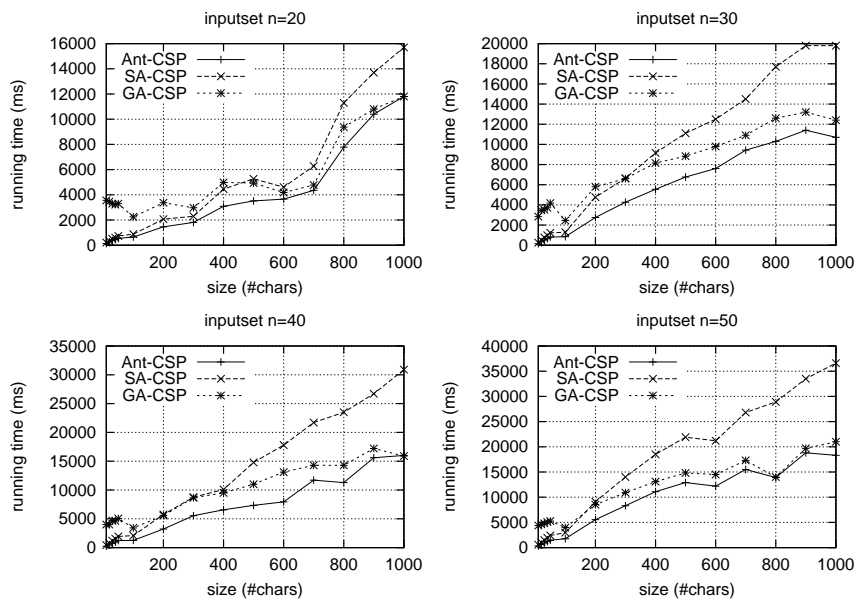 inputset n=20
running time (ms)
16000
14000
12000
10000
8000
6000
4000
2000
0
Ant-CSP
SA-CSP
GA-CSP
200 400 600 800 1000
size (#chars)
inputset n=30
running time (ms)
20000
18000
16000
14000
12000
10000
8000
6000
4000
2000
0
Ant-CSP
SA-CSP
GA-CSP
200 400 600 800 1000
size (#chars)
inputset n=40
running time (ms)
35000
30000
25000
20000
15000
10000
5000
0
Ant-CSP
SA-CSP
GA-CSP
200 400 600 800 1000
size (#chars)
inputset n=50
running time (ms)
40000
35000
30000
25000
20000
15000
10000
5000
0
Ant-CSP
SA-CSP
GA-CSP
200 400 600 800 1000
size (#chars)